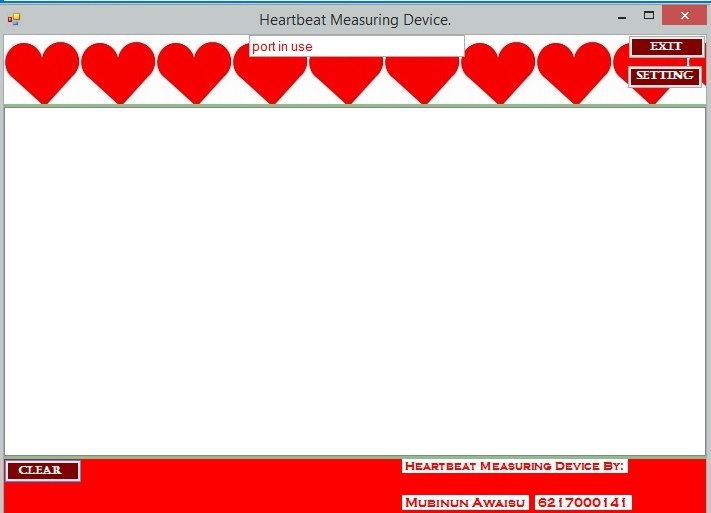 Heartbeat Measuring Device.
port in use
EXIT
SETTING
CLEAR
Heartbeat Measuring Device By:
Mubinun Awaisu 6217000141